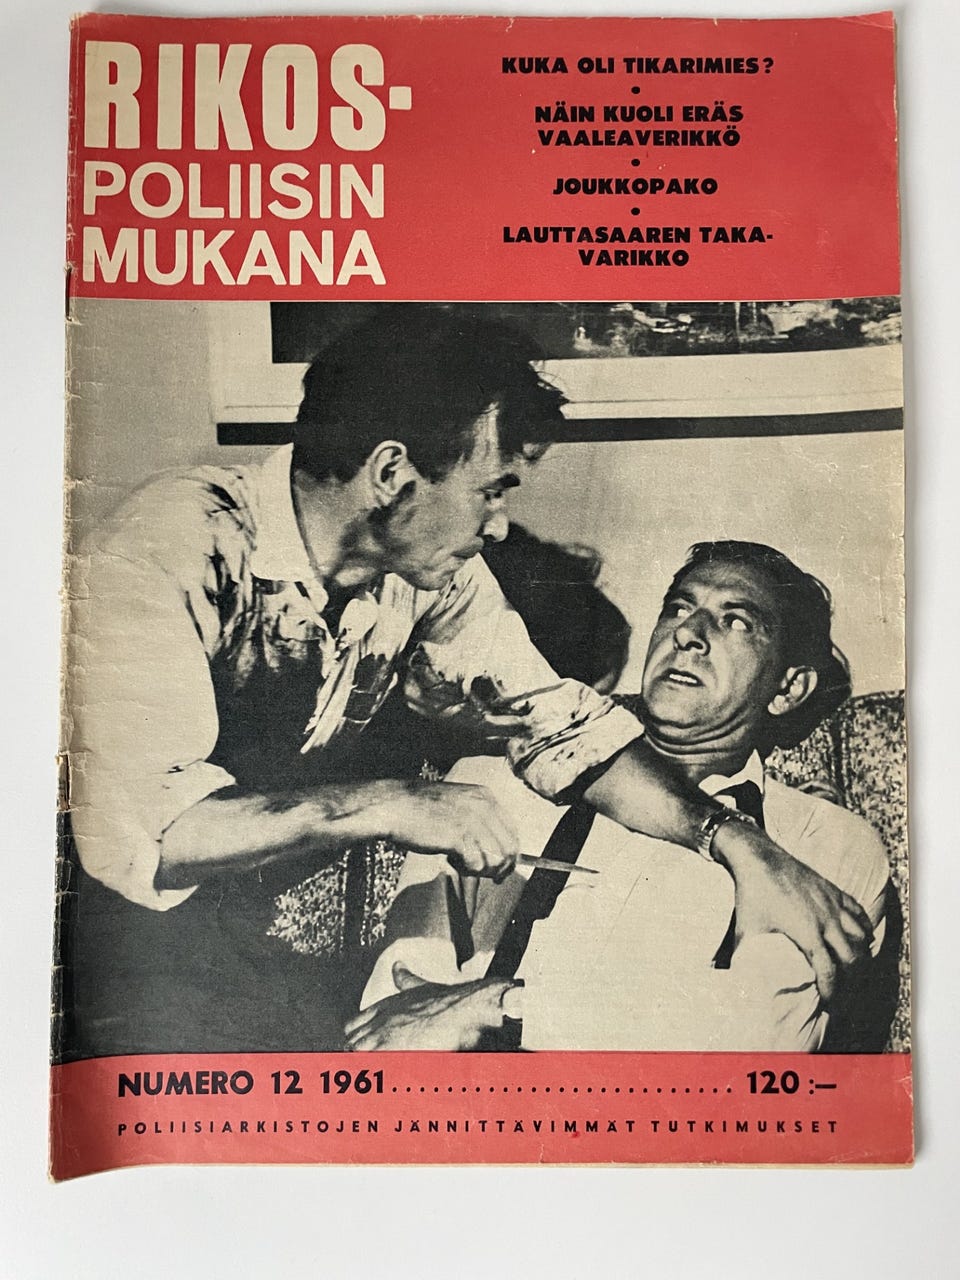 RIKOS-
POLIISIN
MUKANA
KUKA OLI TIKARIMIES?
•
NÄIN KUOLI ERÄS
VAALEAVERIKKÖ
•
JOUKKOPAKO
•
LAUTTASAAREN TAKA-
VARIKKO
NUMERO 12 1961......................... 120:—
POLIISIARKISTOJEN JÄNNITTÄVIMMÄT TUTKIMUKSET